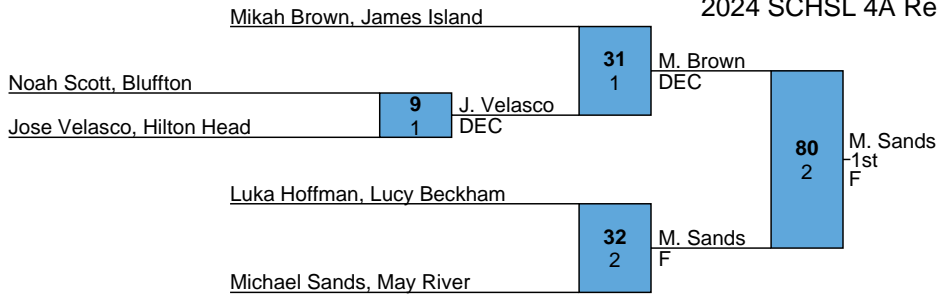 2024 SCHSL 4A Re
Mikah Brown, James Island
31
1
M. Brown
DEC
Noah Scott, Bluffton
9
1
J. Velasco
DEC
Jose Velasco, Hilton Head
80
2
M. Sands
1st
F
Luka Hoffman, Lucy Beckham
32
2
M. Sands
F
Michael Sands, May River